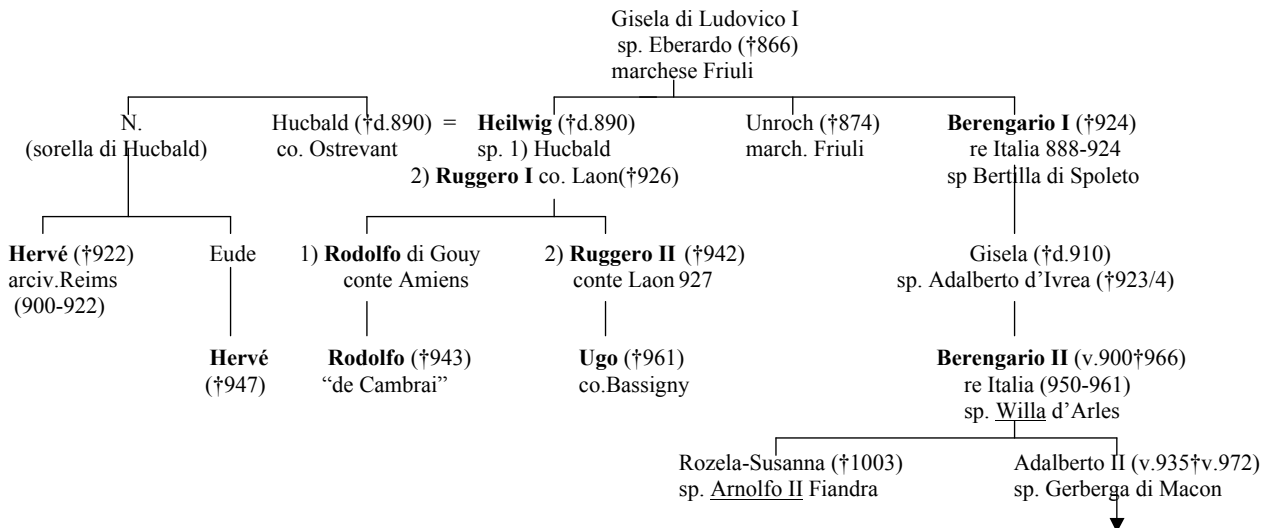 Gisela di Ludovico I
sp. Eberardo (†866)
marchese Friuli
N.
(sorella di Hucbald)
Hucbald (†d.890) =
co. Ostrevant
Heilwig (†d.890)
sp. 1) Hucbald
2) Ruggero I co. Laon(†926)
Unroch (†874)
march. Friuli
Berengario I (†924)
re Italia 888-924
sp Bertilla di Spoleto
Hervé (†922)
arciv.Reims
(900-922)
Eude
1) Rodolfo di Gouy
conte Amiens
2) Ruggero II (†942)
conte Laon 927
Gisela (†d.910)
sp. Adalberto d'Ivrea (†923/4)
Hervé
(†947)
Rodolfo (†943)
“de Cambrai”
Ugo (†961)
co.Bassigny
Berengario II (v.900†966)
re Italia (950-961)
sp. Willa d'Arles
Rozela-Susanna (†1003)
sp. Arnolfo II Fiandra
Adalberto II (v.935†v.972)
sp. Gerberga di Macon